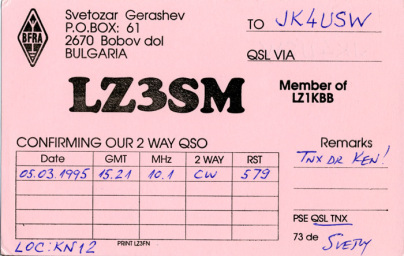 BFRA
Svetozar Gerashev
P.O.BOX: 61
2670 Bobov dol
BULGARIA
TO JK4USW
QSL VIA
LZ3SM
Member of
LZ1KBB
CONFIRMING OUR 2 WAY QSO
Remarks
Date GMT MHz 2 WAY RST
05.03.1995 15.21 10.1 CW 579
TNX DR KEN!
PSE QSL TNX
73 de Svetly
LOC: KN12
PRINT LZ3FN